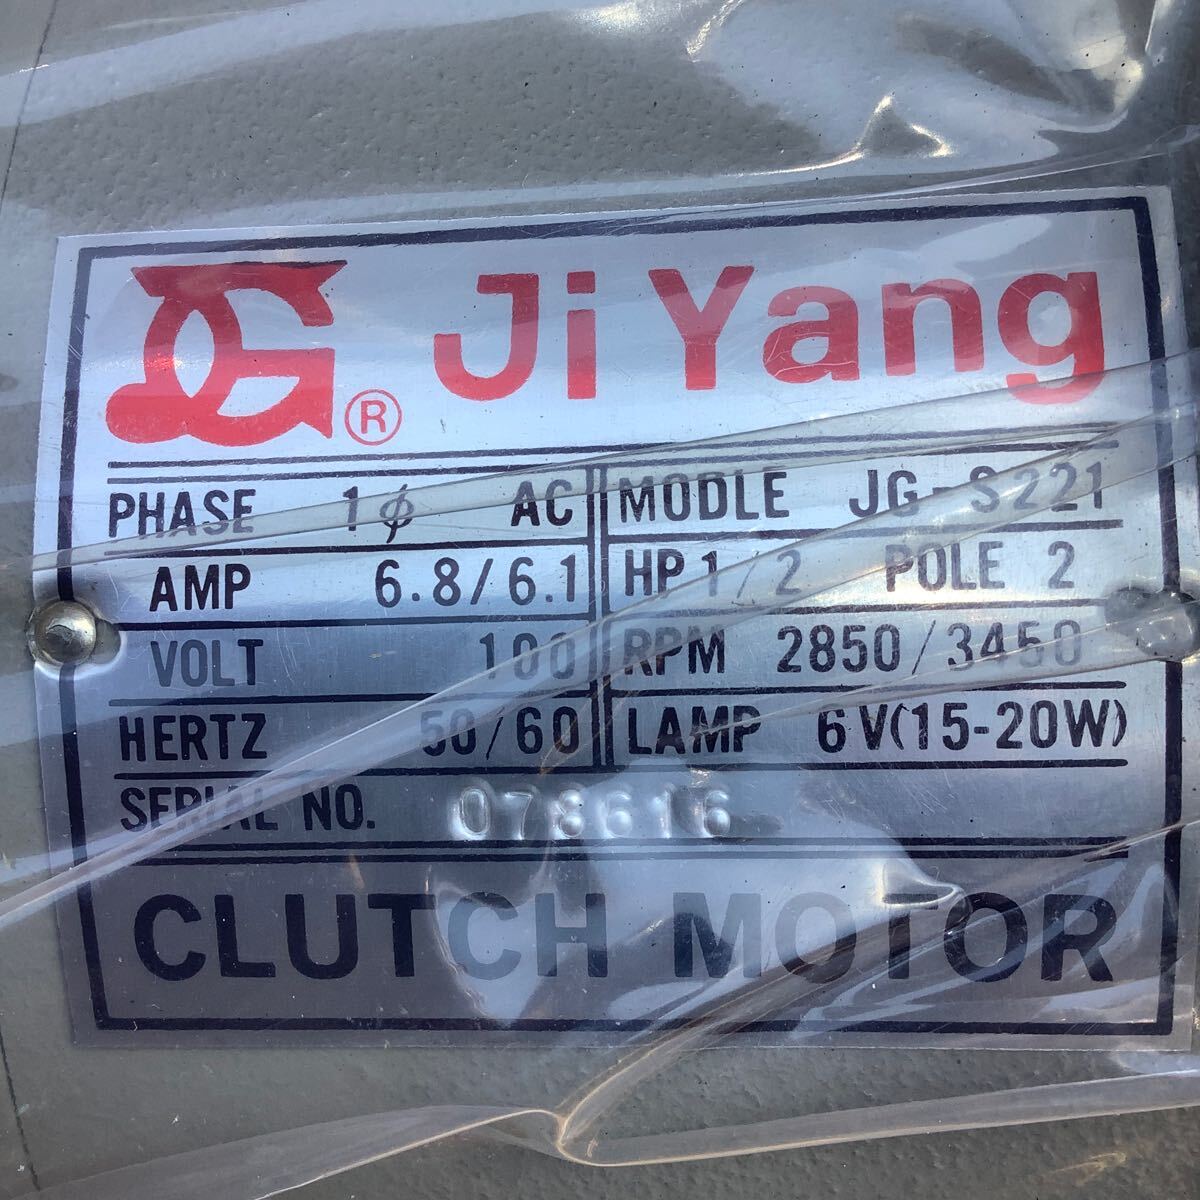 JG® Ji Yang
PHASE 1φ AC MODLE JG-S221
AMP 6.8/6.1 HP 1/2 POLE 2
VOLT 100 RPM 2850/3450
HERTZ 50/60 LAMP 6V(15-20W)
SERIAL NO. 078616
CLUTCH MOTOR